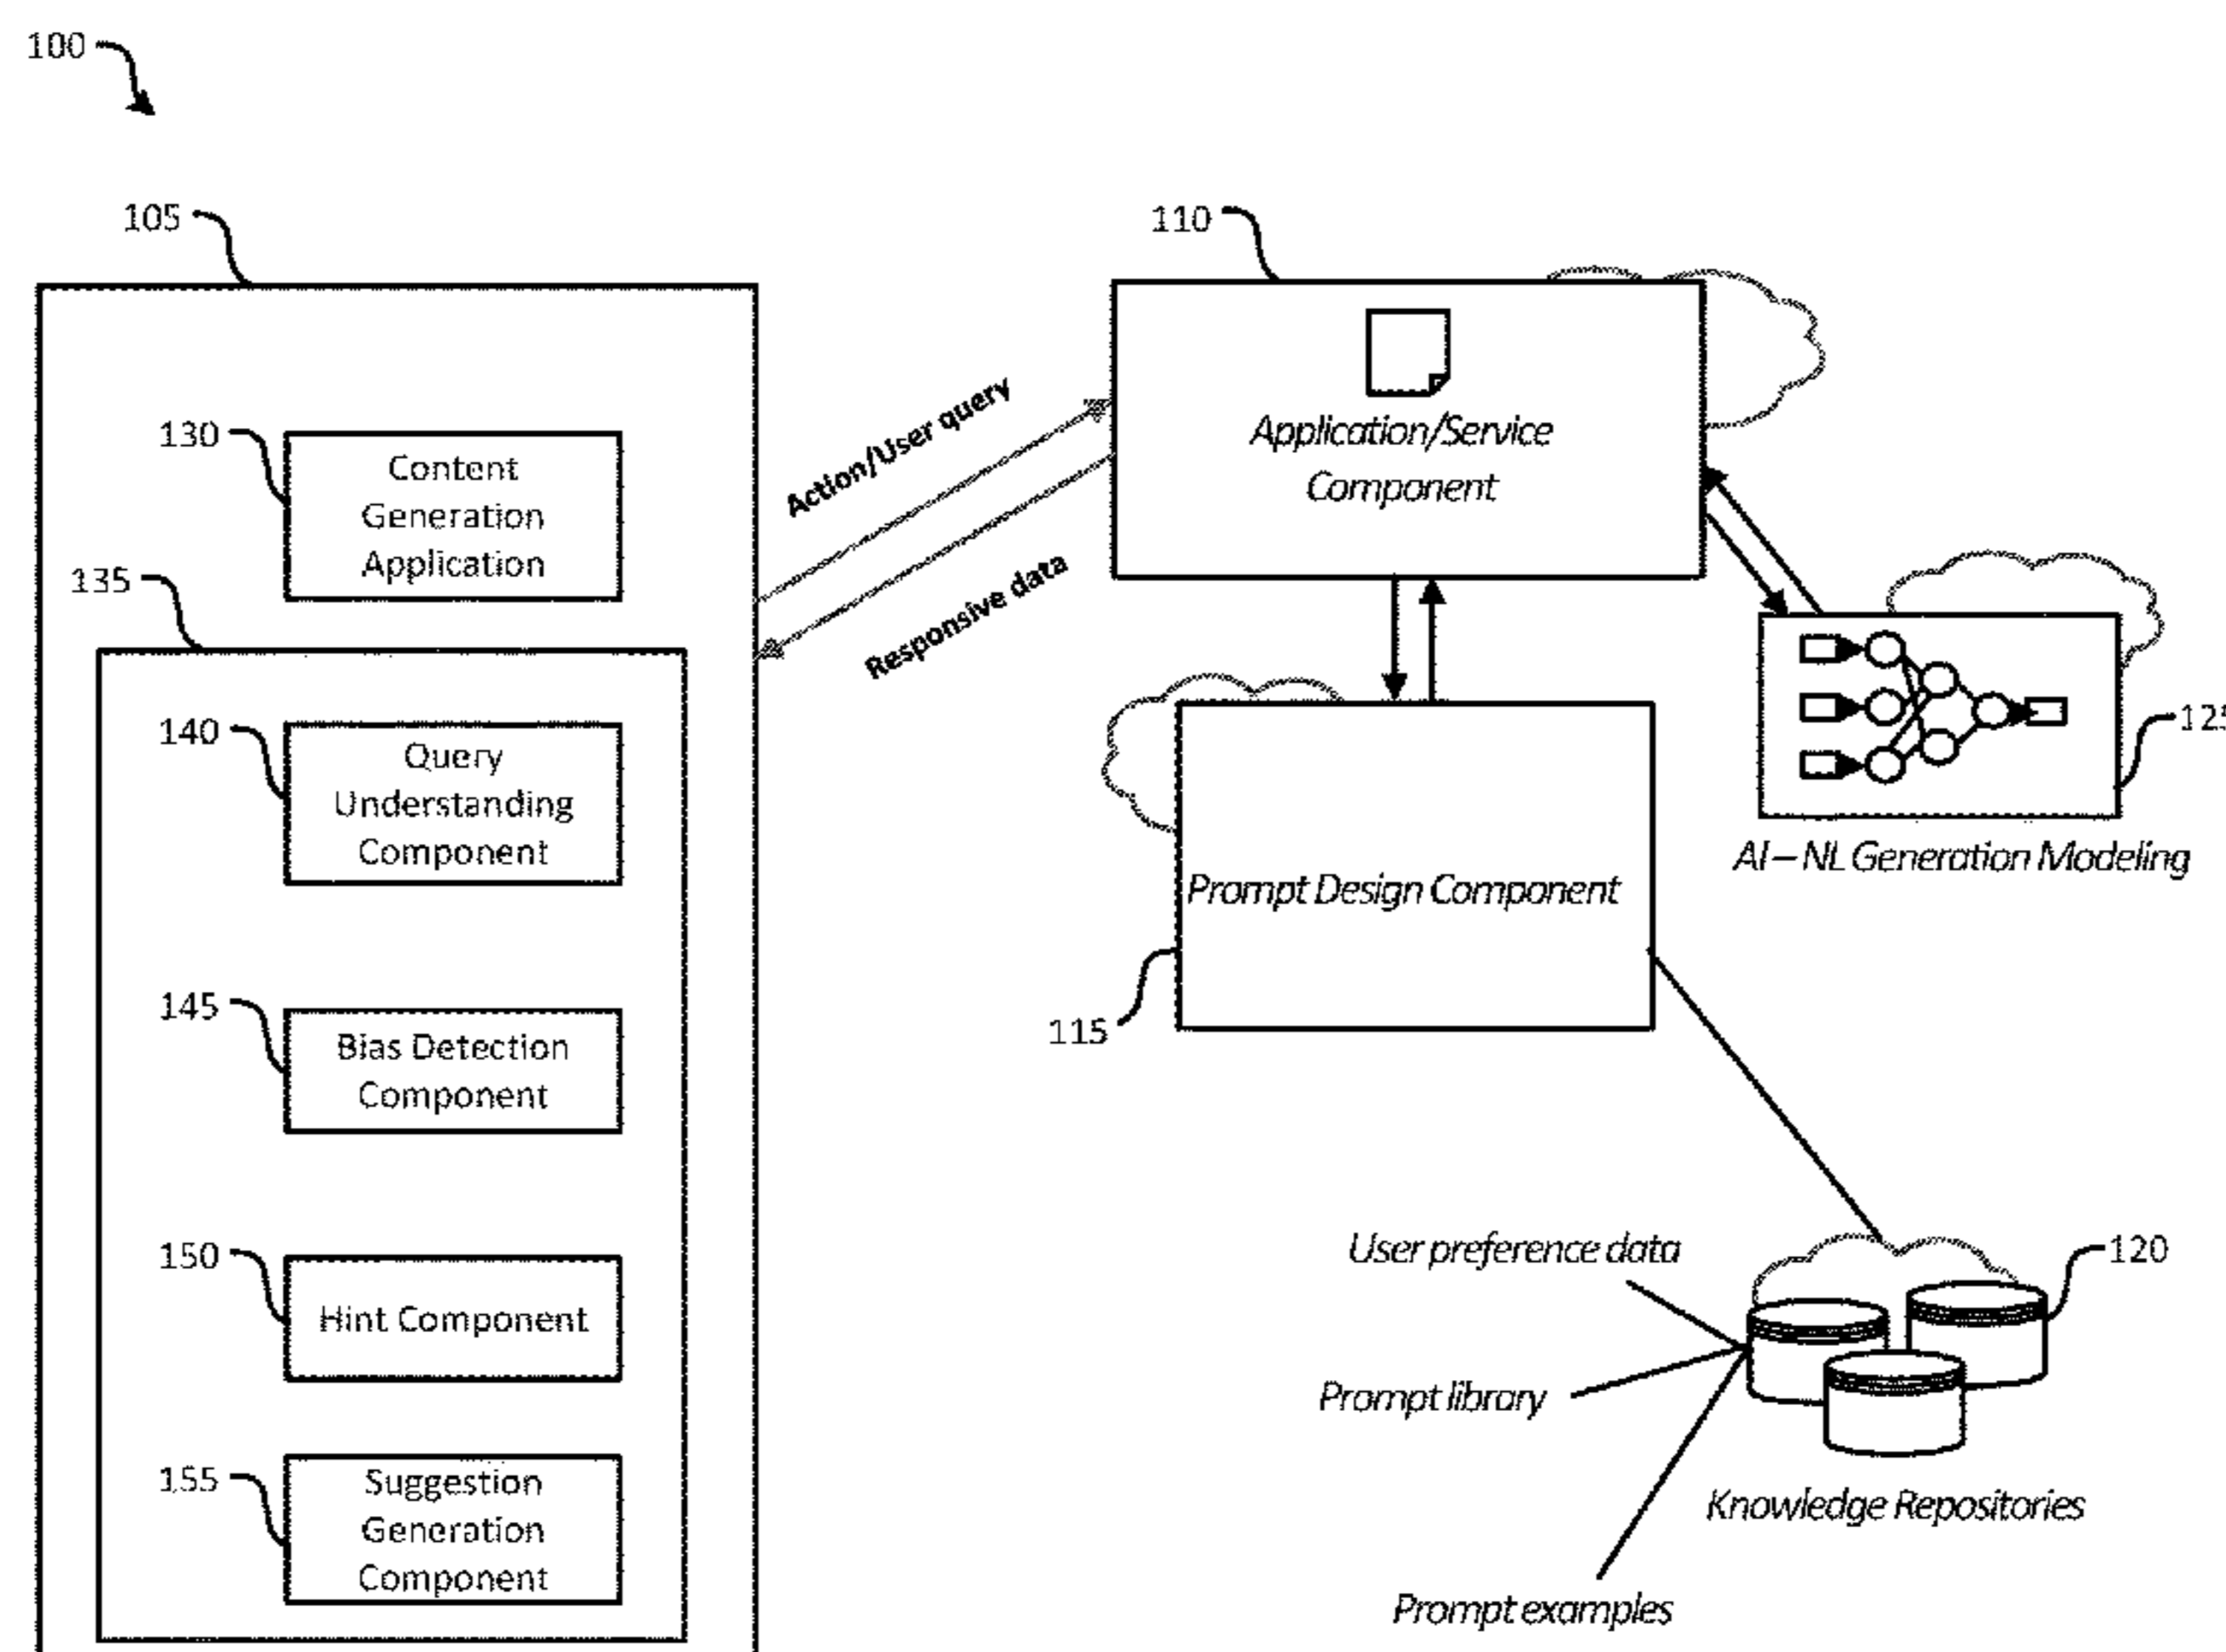 100
105
130
Content
Generation
Application
135
140
Query
Understanding
Component
145
Bias Detection
Component
150
Hint Component
155
Suggestion
Generation
Component
Action/User query
Responsive data
110
Application/Service
Component
115
Prompt Design Component
125
AI – NL Generation Modeling
120
User preference data
Prompt library
Prompt examples
Knowledge Repositories